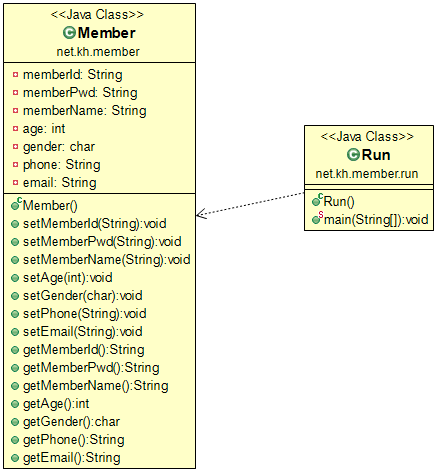 <<Java Class>>
Member
net.kh.member
memberId: String
memberPwd: String
memberName: String
age: int
gender: char
phone: String
email: String
Member()
setMemberId(String):void
setMemberPwd(String):void
setMemberName(String):void
setAge(int):void
setGender(char):void
setPhone(String):void
setEmail(String):void
getMemberId():String
getMemberPwd():String
getMemberName():String
getAge():int
getGender():char
getPhone():String
getEmail():String
<<Java Class>>
Run
net.kh.member.run
Run()
main(String[]):void